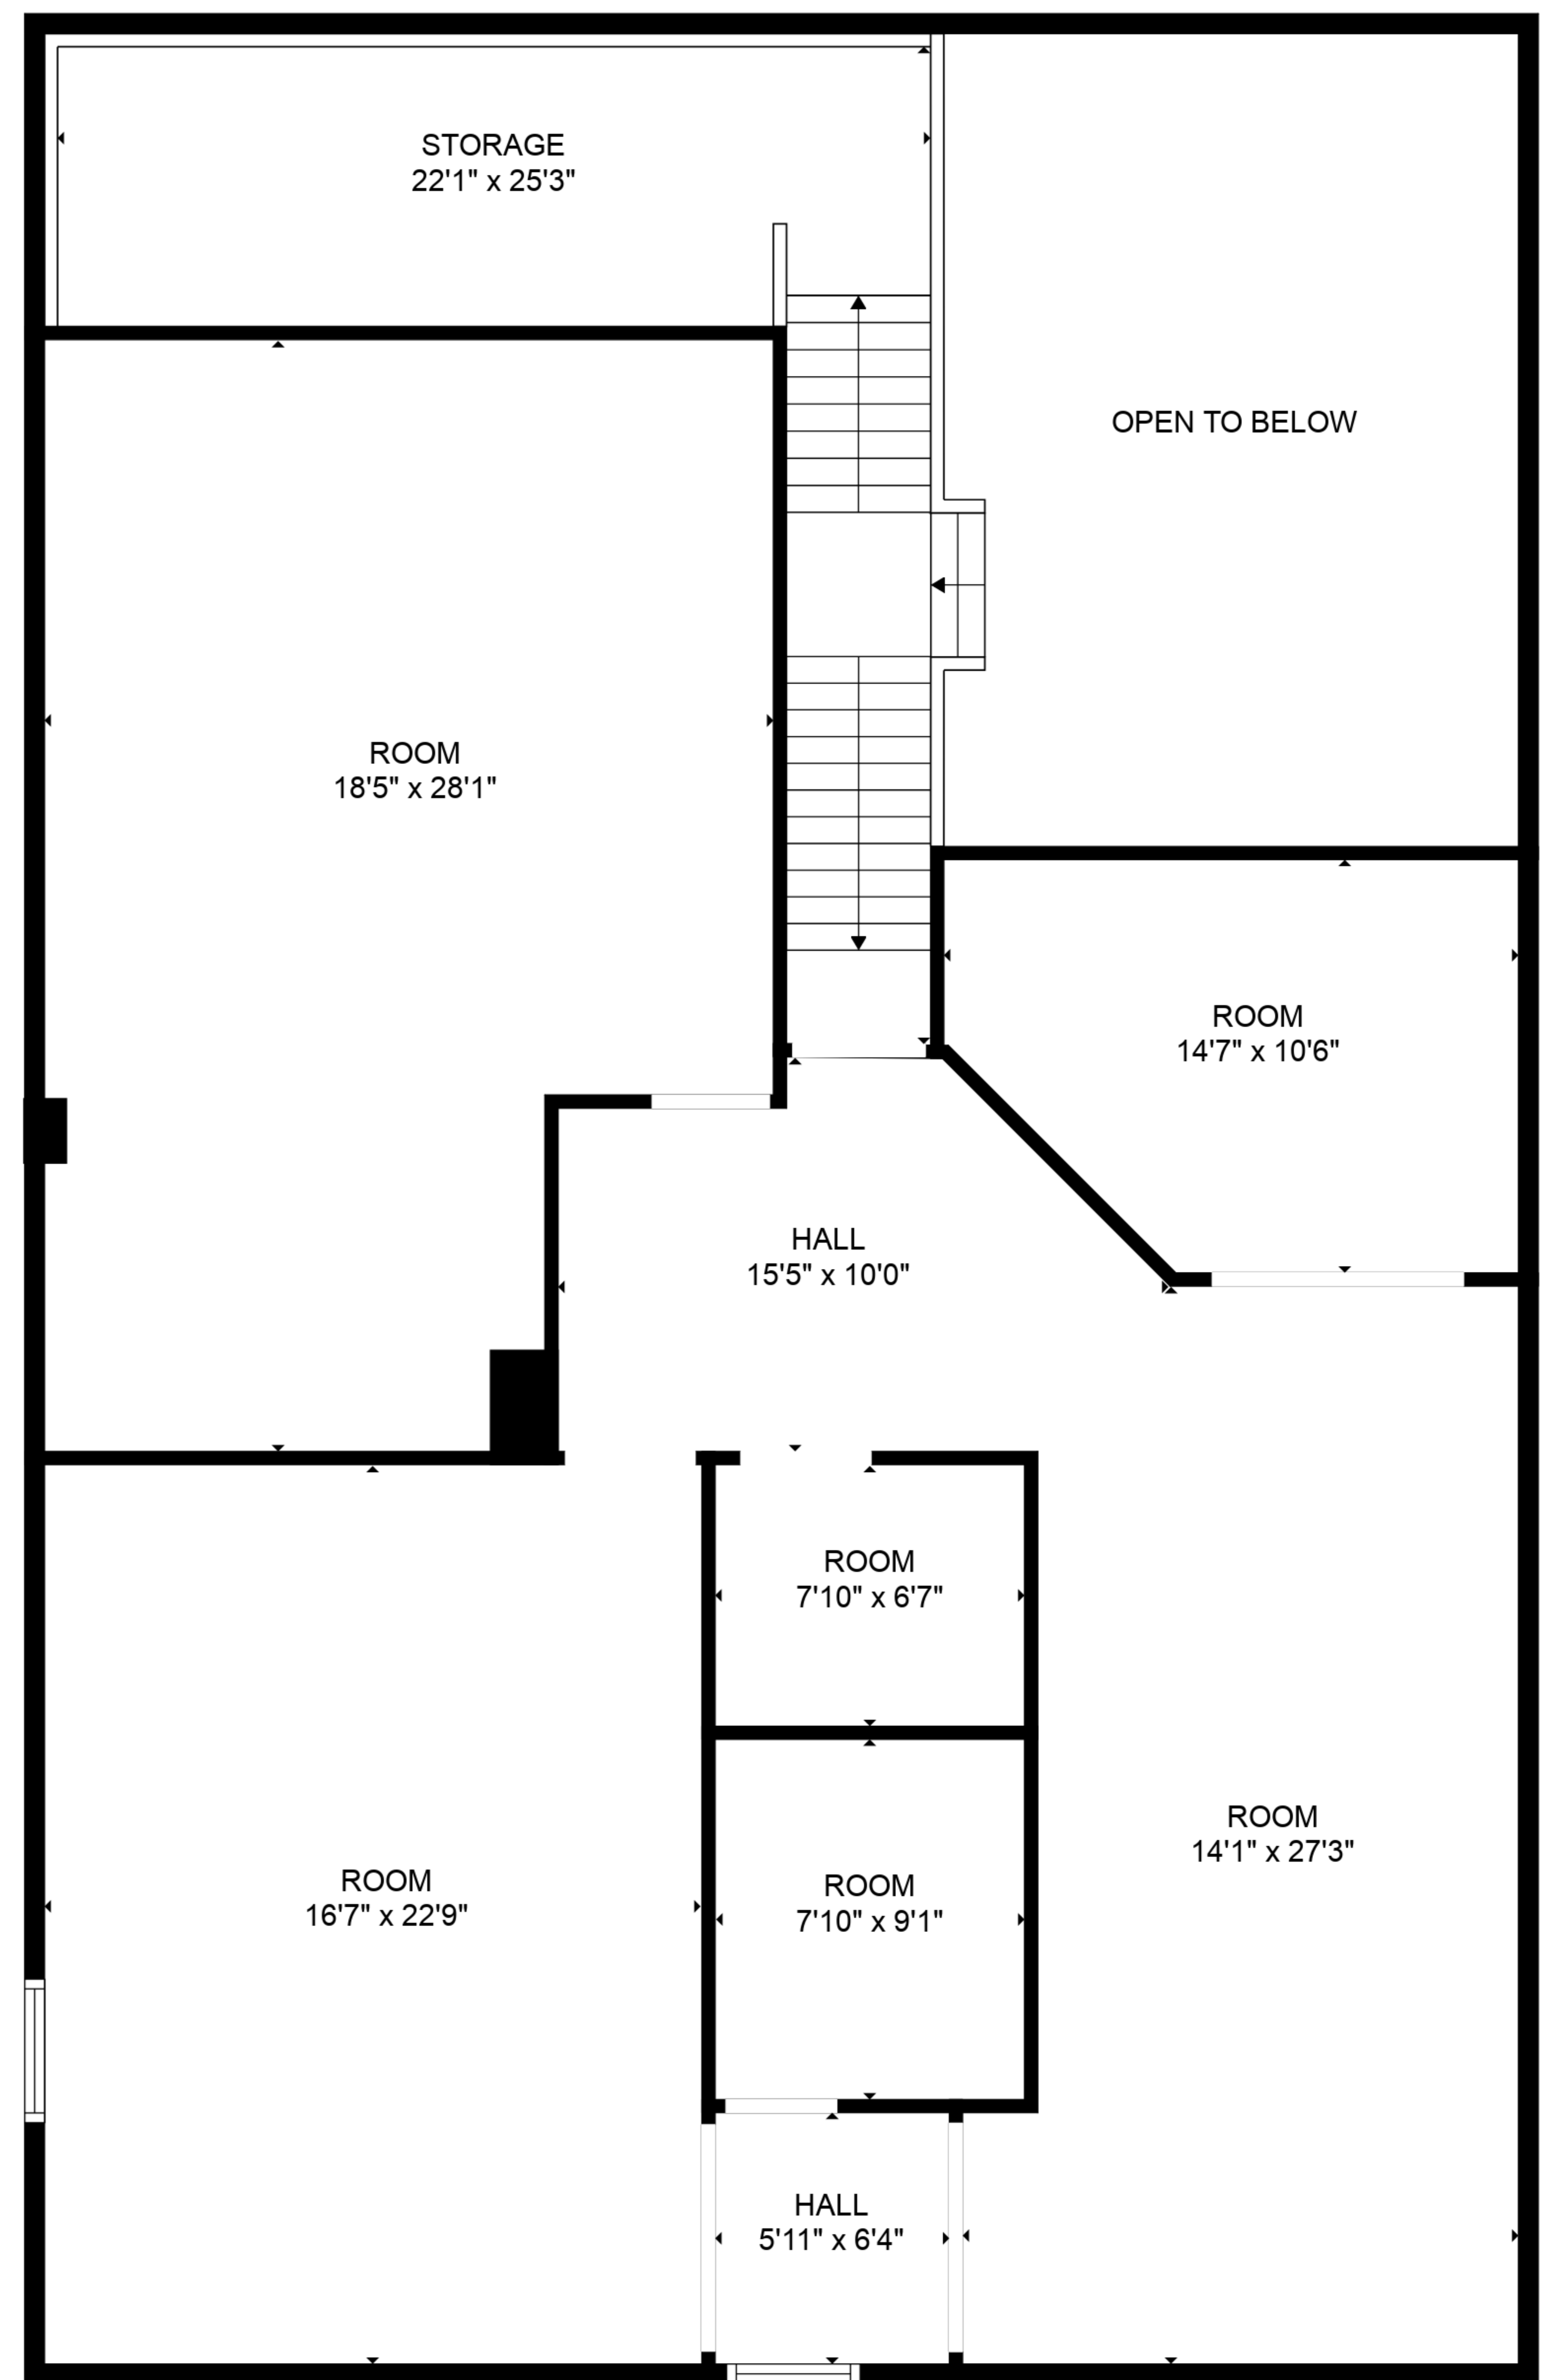 STORAGE
22'1" x 25'3"
OPEN TO BELOW
ROOM
18'5" x 28'1"
ROOM
14'7" x 10'6"
HALL
15'5" x 10'0"
ROOM
7'10" x 6'7"
ROOM
14'1" x 27'3"
ROOM
16'7" x 22'9"
ROOM
7'10" x 9'1"
HALL
5'11" x 6'4"